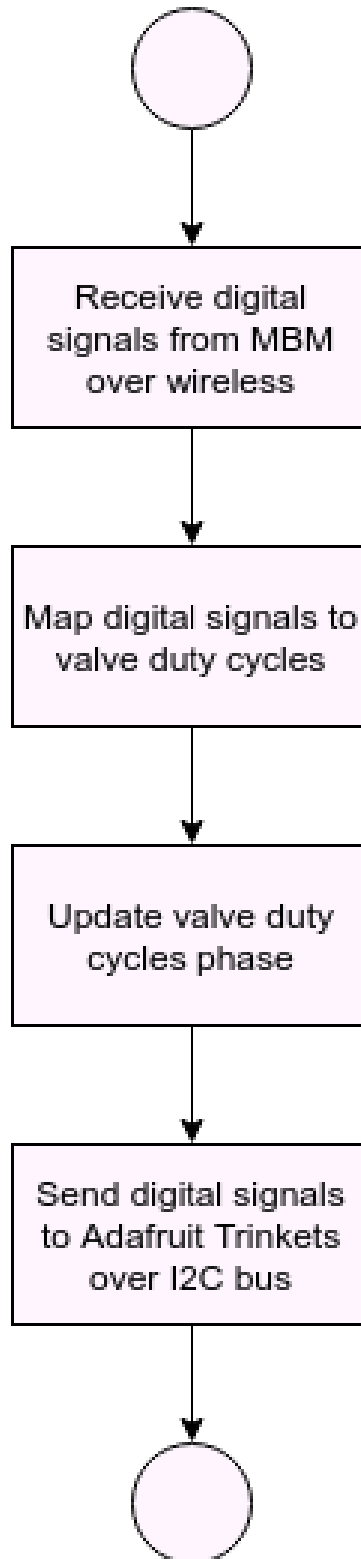 Receive digital
signals from MBM
over wireless
Map digital signals to
valve duty cycles
Update valve duty
cycles phase
Send digital signals
to Adafruit Trinkets
over I2C bus